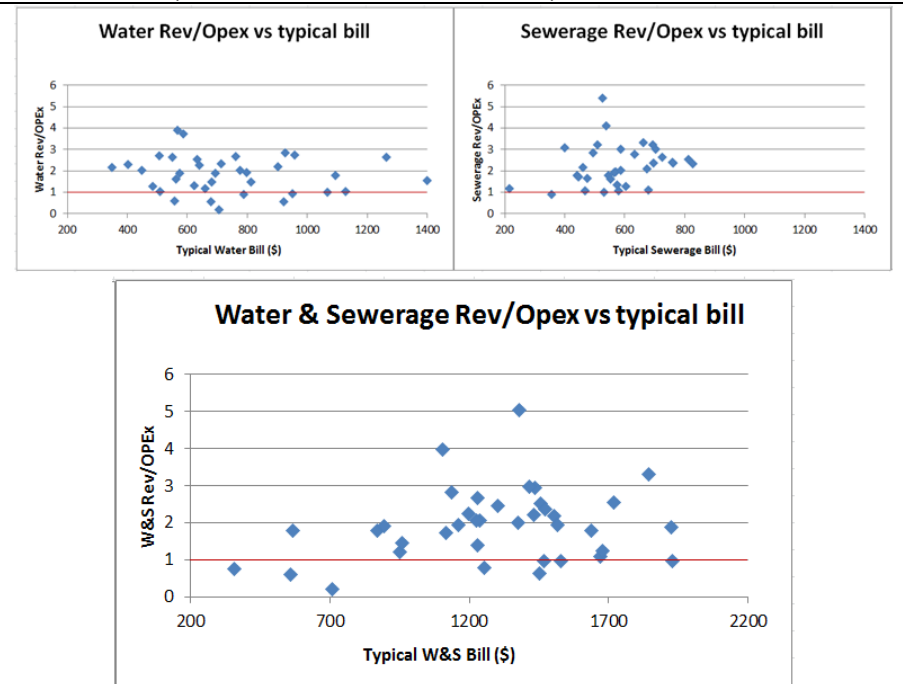 Water Rev/Opex vs typical bill
Water Rev/OPEx
6
5
4
3
2
1
0
200 400 600 800 1000 1200 1400
Typical Water Bill ($)
Sewerage Rev/Opex vs typical bill
Sewerage Rev/OPEx
6
5
4
3
2
1
0
200 400 600 800 1000 1200 1400
Typical Sewerage Bill ($)
Water & Sewerage Rev/Opex vs typical bill
W&S Rev/OPEx
6
5
4
3
2
1
0
200 700 1200 1700 2200
Typical W&S Bill ($)